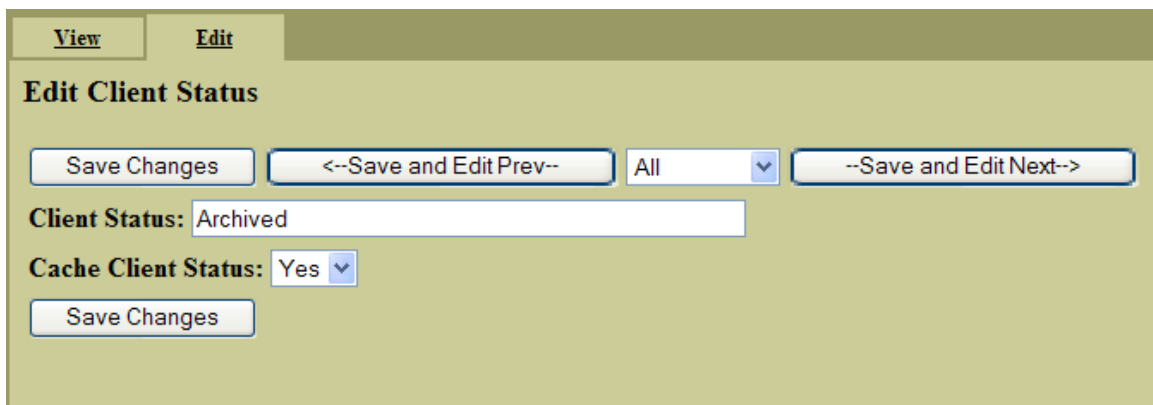 View Edit
Edit Client Status
Save Changes <--Save and Edit Prev-- All --Save and Edit Next-->
Client Status: Archived
Cache Client Status: Yes
Save Changes